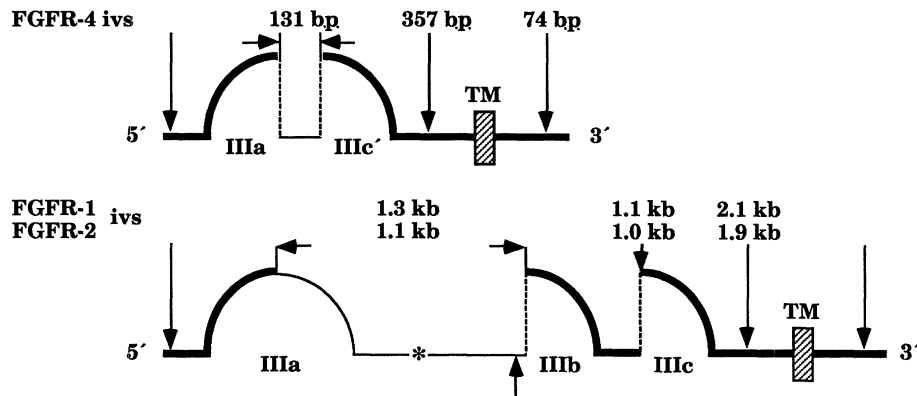 FGFR-4 ivs 131 bp 357 bp 74 bp
TM
5´ 3´
IIIa IIIc´
FGFR-1 ivs 1.3 kb 1.1 kb 2.1 kb
FGFR-2 1.1 kb 1.0 kb 1.9 kb
TM
5´ * 3´
IIIa IIIb IIIc